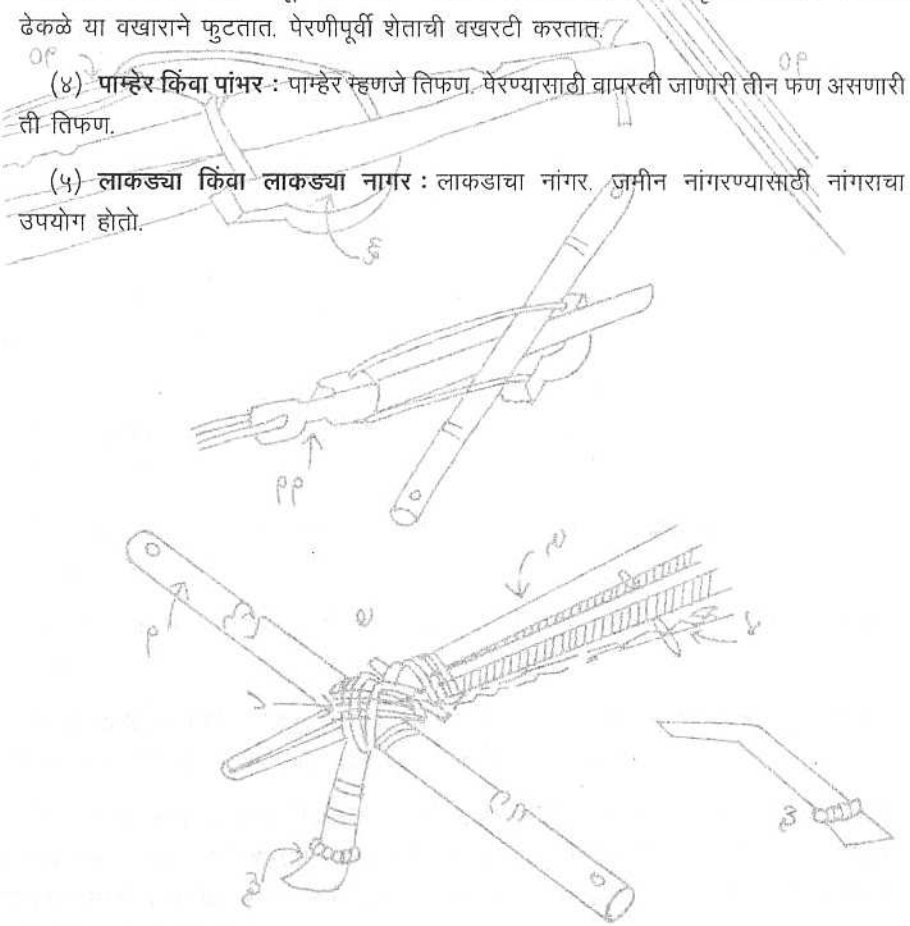 ढेकळे या वखाराने फुटतात. पेरणीपूर्वी शेताची वखरटी करतात.
(४) पाम्हेर किंवा पांभर : पाम्हेर म्हणजे तिफण. पेरण्यासाठी वापरली जाणारी तीन फण असणारी
ती तिफण.
(५) लाकड्या किंवा लाकड्या नागर : लाकडाचा नांगर. जमीन नांगरण्यासाठी नांगराचा
उपयोग होतो.